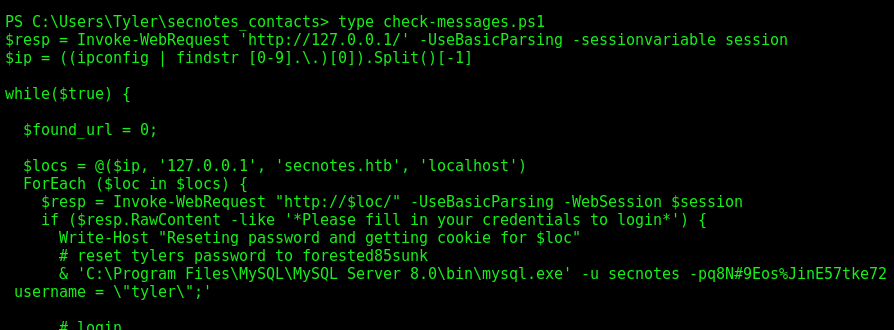 PS C:\Users\Tyler\secnotes_contacts> type check-messages.ps1
$resp = Invoke-WebRequest 'http://127.0.0.1/' -UseBasicParsing -sessionvariable session
$ip = ((ipconfig | findstr [0-9].\.)[0]).Split()[-1]
while($true) {
$found_url = 0;
$locs = @($ip, '127.0.0.1', 'secnotes.htb', 'localhost')
ForEach ($loc in $locs) {
$resp = Invoke-WebRequest "http://$loc/" -UseBasicParsing -WebSession $session
if ($resp.RawContent -like '*Please fill in your credentials to login*') {
Write-Host "Reseting password and getting cookie for $loc"
# reset tylers password to forested85sunk
& 'C:\Program Files\MySQL\MySQL Server 8.0\bin\mysql.exe' -u secnotes -pq8N#9Eos%JinE57tke72
username = \"tyler\";'
# login